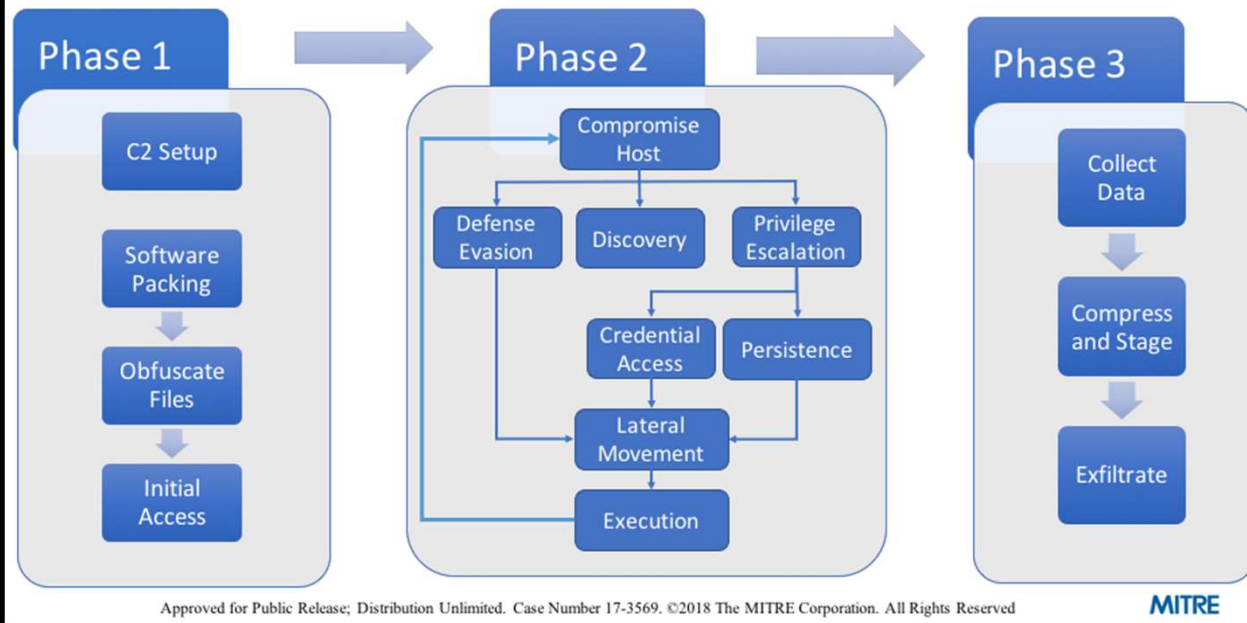 Phase 1
C2 Setup
Software
Packing
Obfuscate
Files
Initial
Access
Phase 2
Compromise
Host
Defense
Evasion
Discovery
Privilege
Escalation
Credential
Access
Persistence
Lateral
Movement
Execution
Phase 3
Collect
Data
Compress
and Stage
Exfiltrate
Approved for Public Release; Distribution Unlimited. Case Number 17-3569. ©2018 The MITRE Corporation. All Rights Reserved
MITRE